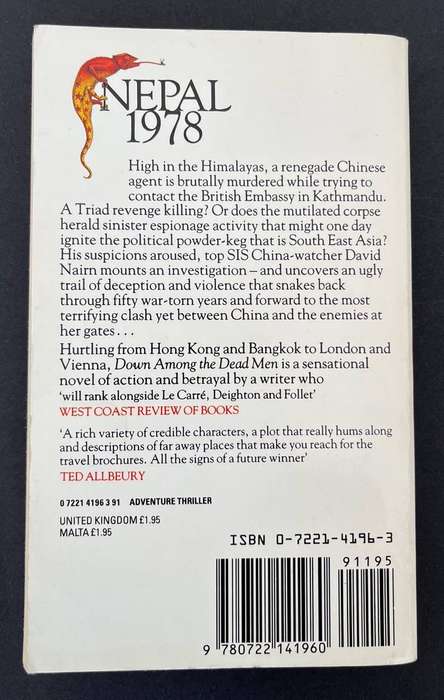 NEPAL
1978
High in the Himalayas, a renegade Chinese
agent is brutally murdered while trying to
contact the British Embassy in Kathmandu.
A Triad revenge killing? Or does the mutilated corpse
herald sinister espionage activity that might one day
ignite the political powder-keg that is South East Asia?
His suspicions aroused, top SIS China-watcher David
Nairn mounts an investigation – and uncovers an ugly
trail of deception and violence that snakes back
through fifty war-torn years and forward to the most
terrifying clash yet between China and the enemies at
her gates . . .
Hurtling from Hong Kong and Bangkok to London and
Vienna, Down Among the Dead Men is a sensational
novel of action and betrayal by a writer who
'will rank alongside Le Carré, Deighton and Follet'
WEST COAST REVIEW OF BOOKS
'A rich variety of credible characters, a plot that really hums along
and descriptions of far away places that make you reach for the
travel brochures. All the signs of a future winner'
TED ALLBEURY
0 7221 4196 3 91 ADVENTURE THRILLER
UNITED KINGDOM £1.95
MALTA £1.95
ISBN 0-7221-4196-3
91195
9 780722 141960